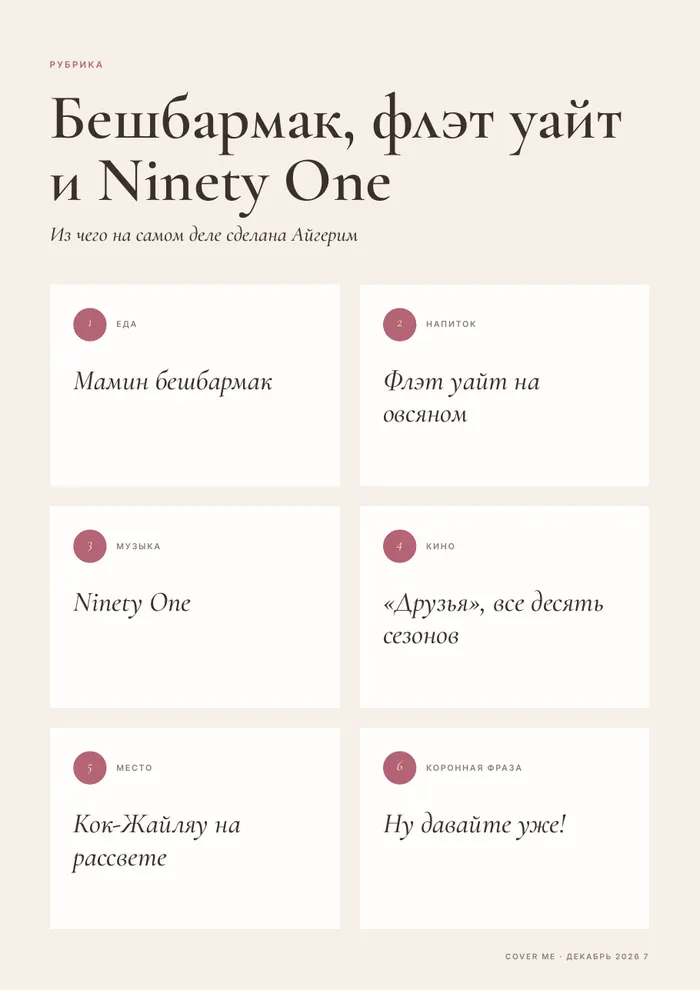 РУБРИКА
Бешбармак, флэт уайт
и Ninety One
Из чего на самом деле сделана Айгерим
1 ЕДА
Мамин бешбармак
2 НАПИТОК
Флэт уайт на
овсяном
3 МУЗЫКА
Ninety One
4 КИНО
«Друзья», все десять
сезонов
5 МЕСТО
Кок-Жайляу на
рассвете
6 КОРОННАЯ ФРАЗА
Ну давайте уже!
COVER ME · ДЕКАБРЬ 2026 7